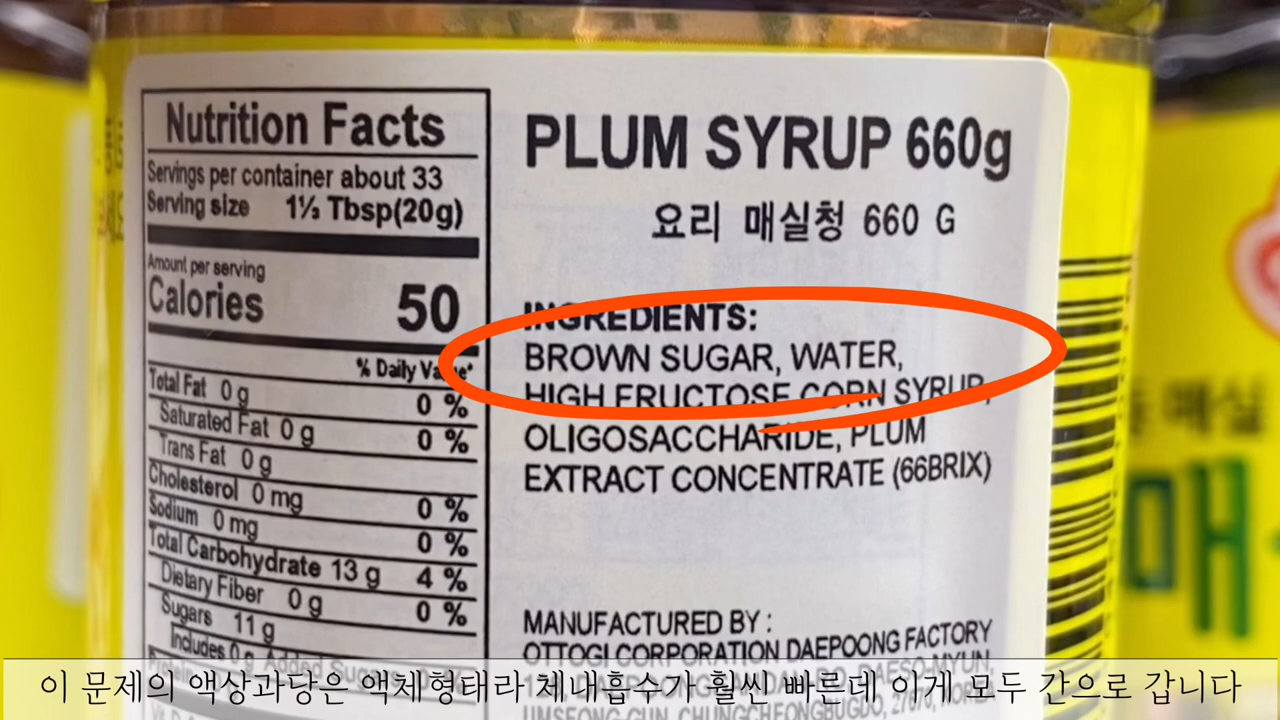 Nutrition Facts
Servings per container about 33
Serving size 1⅓ Tbsp(20g)
Amount per serving
Calories 50
% Daily Value*
Total Fat 0 g 0 %
Saturated Fat 0 g 0 %
Trans Fat 0 g
Cholesterol 0 mg 0 %
Sodium 0 mg 0 %
Total Carbohydrate 13 g 4 %
Dietary Fiber 0 g 0 %
Sugars 11 g
Includes 0 g Added Sugars
Protein
PLUM SYRUP 660g
요리 매실청 660 G
INGREDIENTS:
BROWN SUGAR, WATER,
HIGH FRUCTOSE CORN SYRUP,
OLIGOSACCHARIDE, PLUM
EXTRACT CONCENTRATE (66BRIX)
MANUFACTURED BY :
OTTOGI CORPORATION DAEPOONG FACTORY
DAESO-MYUN,
UMSEONG-GUN, CHUNGCHEONGBUGDO, 27670,
매실
매
이 문제의 액상과당은 액체형태라 체내흡수가 훨씬 빠른데 이게 모두 간으로 갑니다